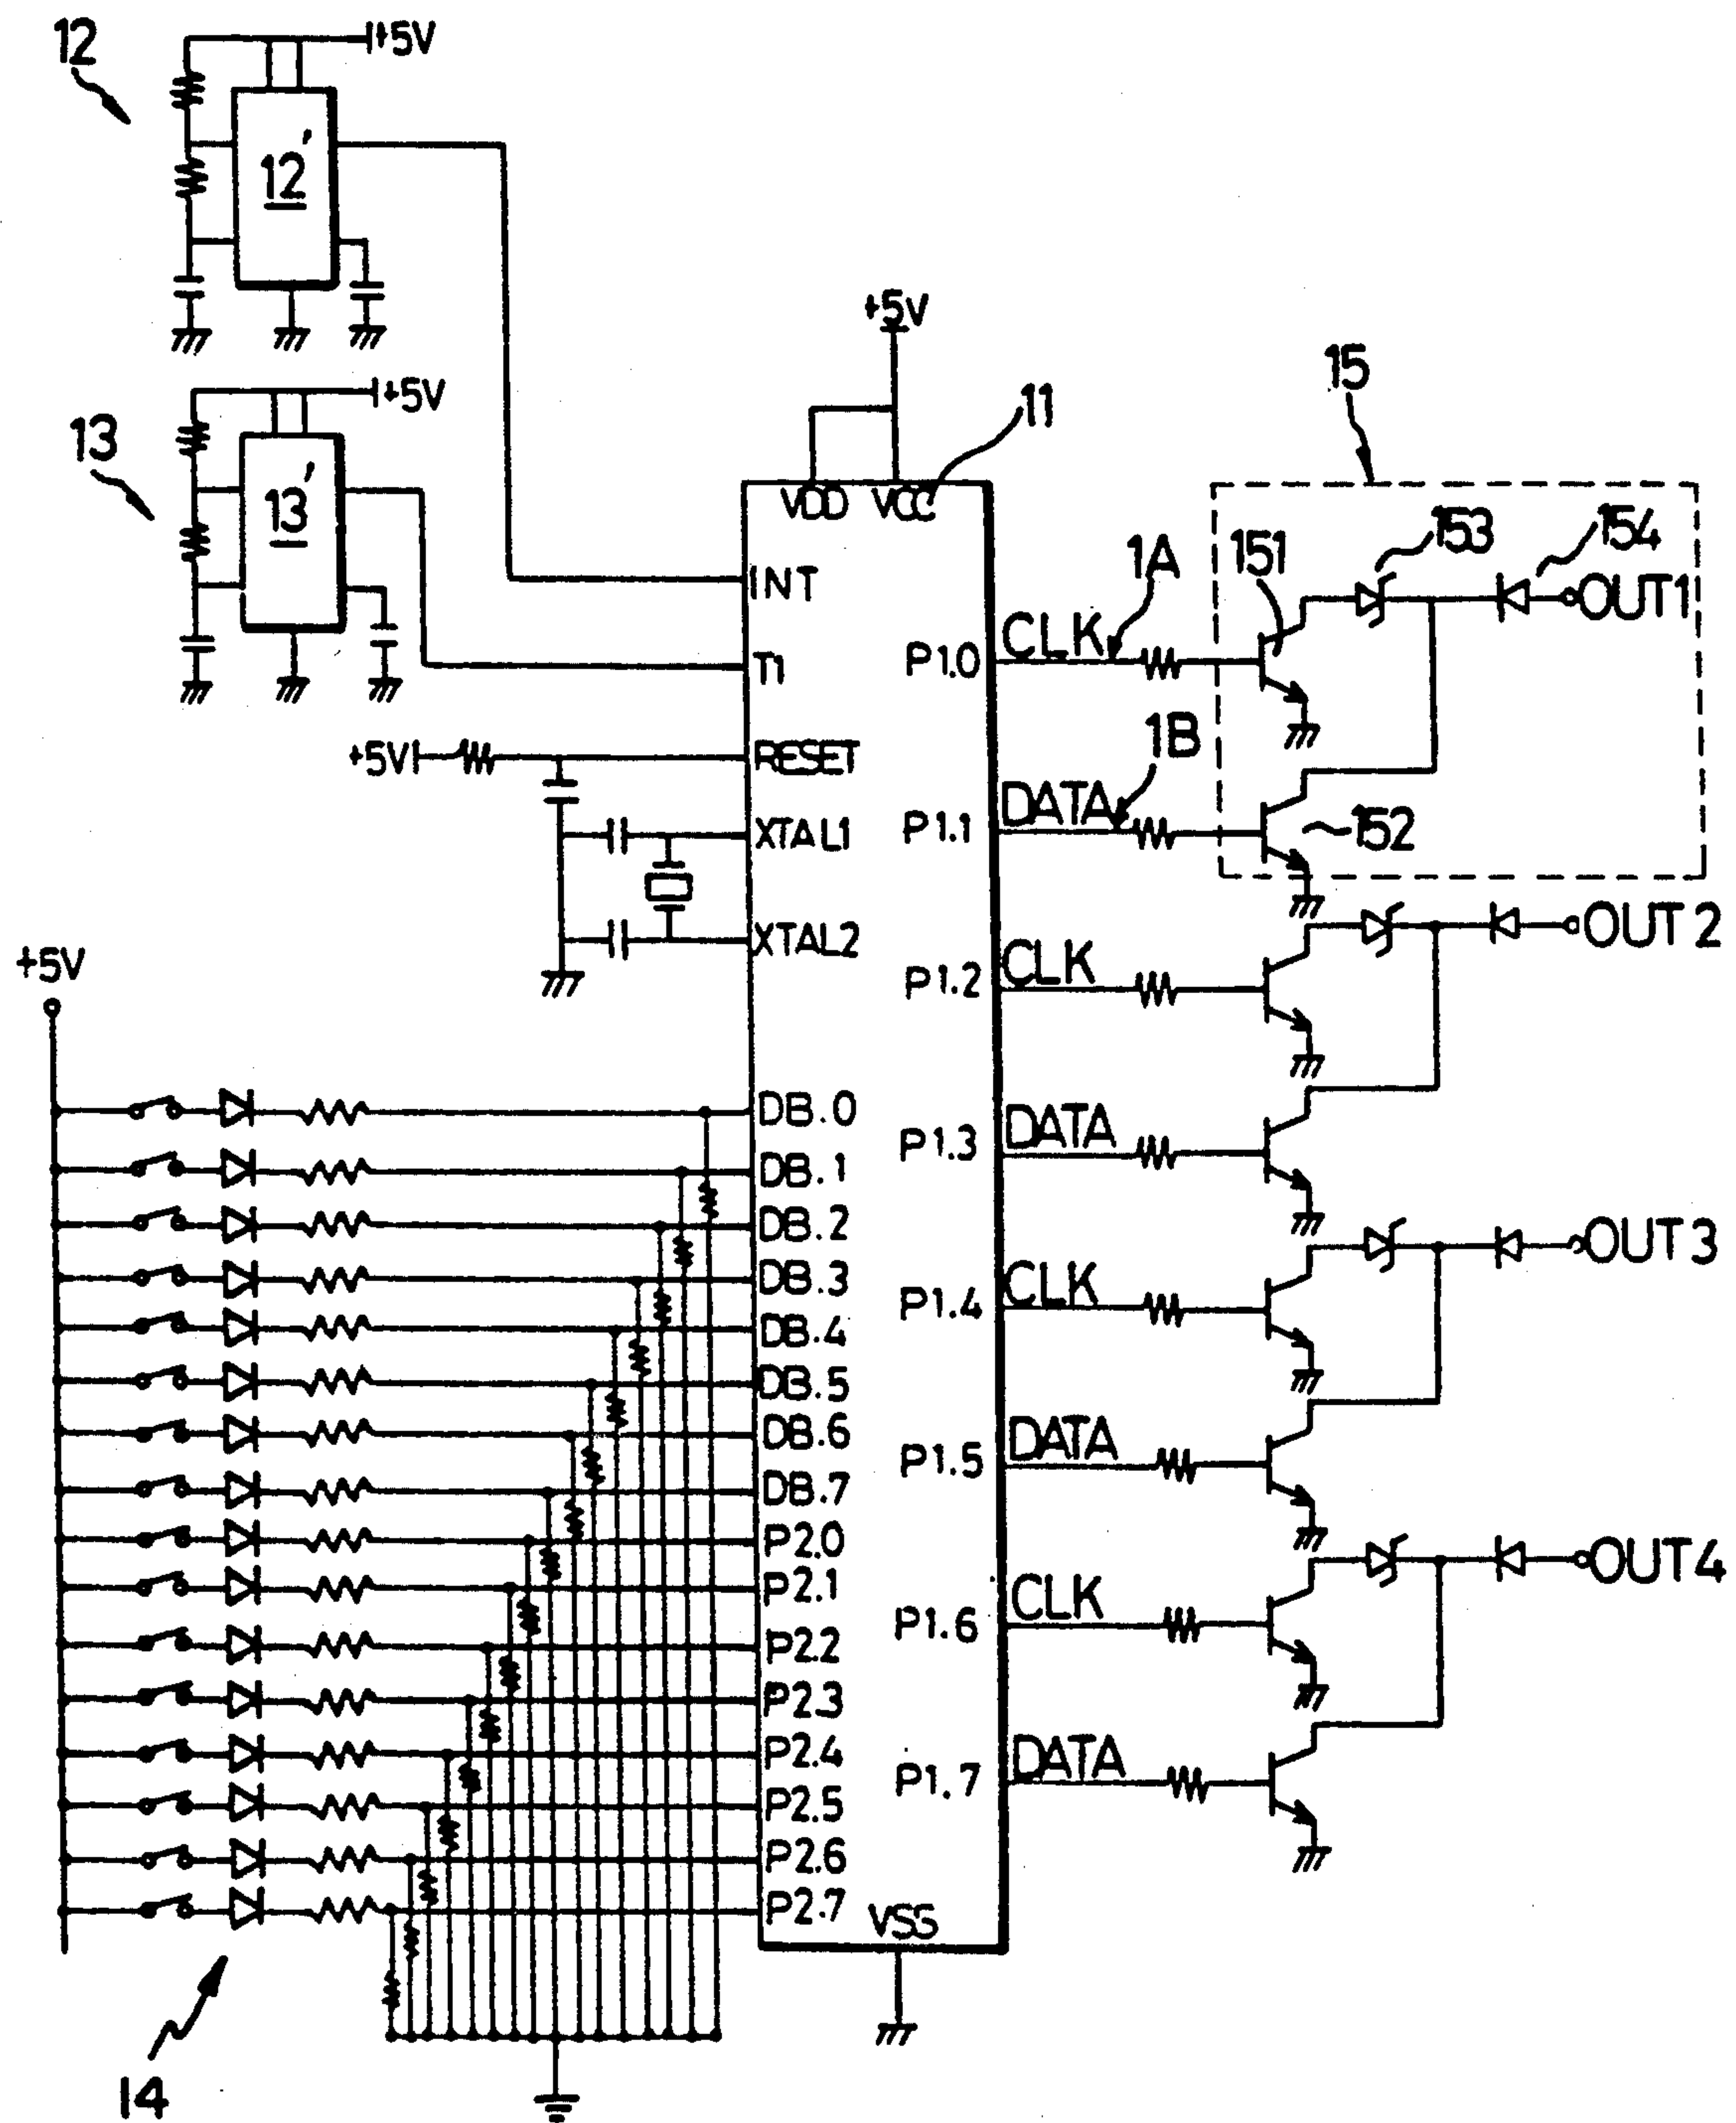 12
+5V
12'
13
+5V
13'
+5V
11
15
VDD VCC
INT
T1
+5V
RESET
XTAL1
XTAL2
+5V
DB.0
DB.1
DB.2
DB.3
DB.4
DB.5
DB.6
DB.7
P2.0
P2.1
P2.2
P2.3
P2.4
P2.5
P2.6
P2.7
VSS
14
P1.0 CLK 1A 151 153 154 OUT1
P1.1 DATA 1B 152
OUT2
P1.2 CLK
P1.3 DATA
OUT3
P1.4 CLK
P1.5 DATA
OUT4
P1.6 CLK
P1.7 DATA